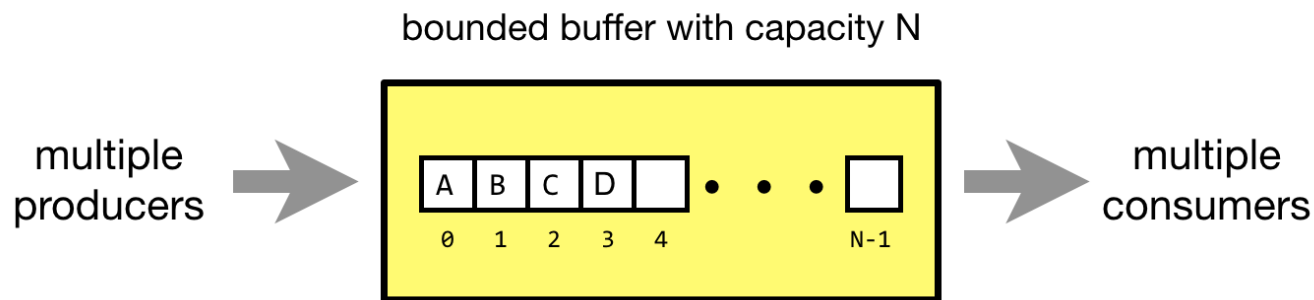 bounded buffer with capacity N
multiple
producers
A B C D
0 1 2 3 4 N-1
multiple
consumers